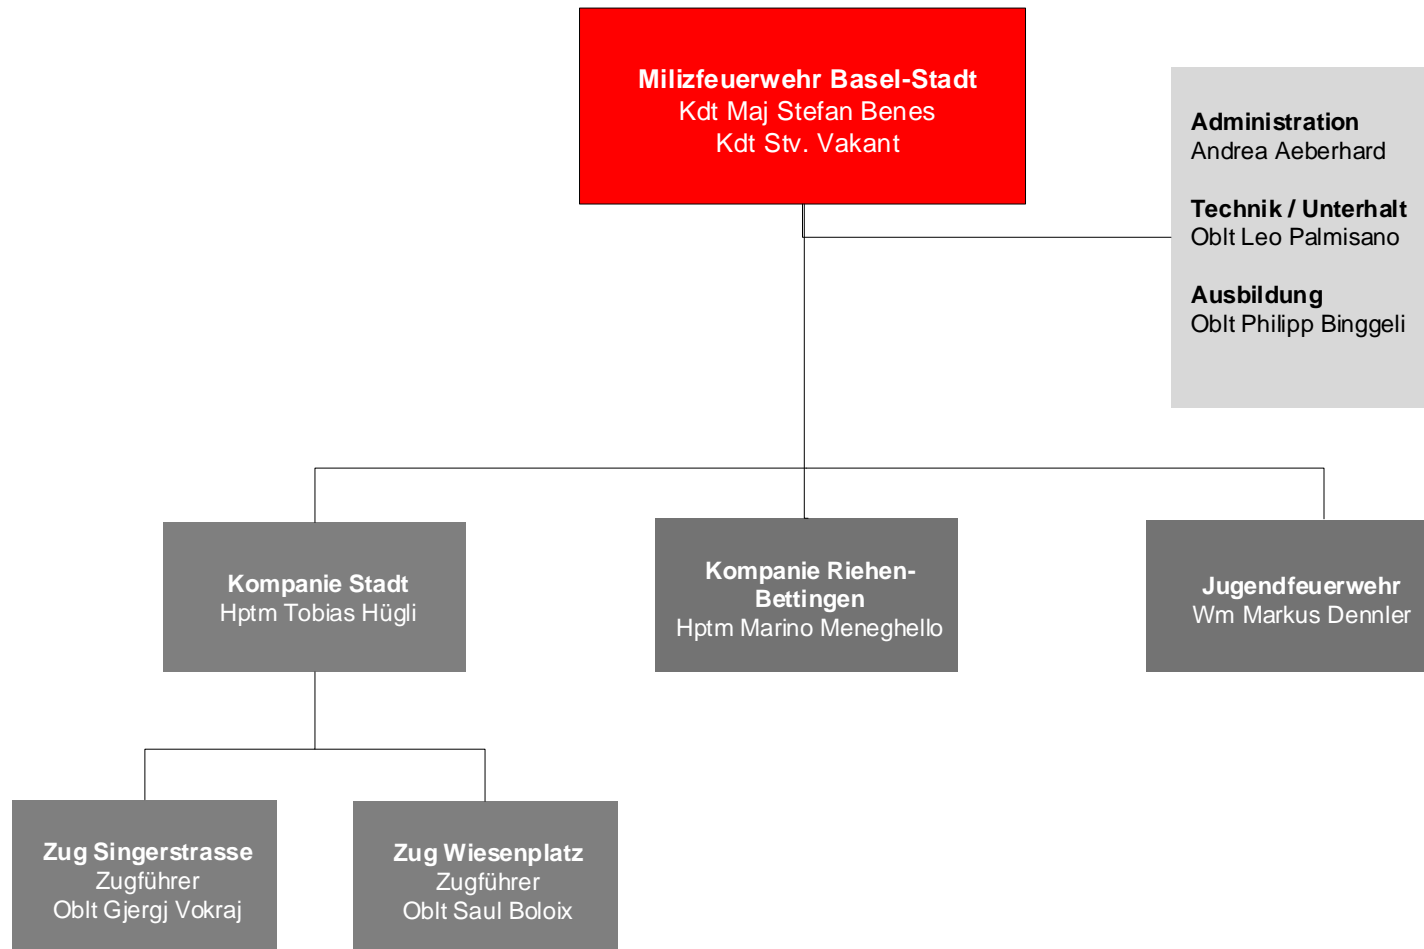 Milizfeuerwehr Basel-Stadt
Kdt Maj Stefan Benes
Kdt Stv. Vakant
Administration
Andrea Aeberhard
Technik / Unterhalt
Oblt Leo Palmisano
Ausbildung
Oblt Philipp Binggeli
Kompanie Stadt
Hptm Tobias Hügli
Kompanie Riehen-
Bettingen
Hptm Marino Meneghello
Jugendfeuerwehr
Wm Markus Dennler
Zug Singerstrasse
Zugführer
Oblt Gjergj Vokraj
Zug Wiesenplatz
Zugführer
Oblt Saul Boloix